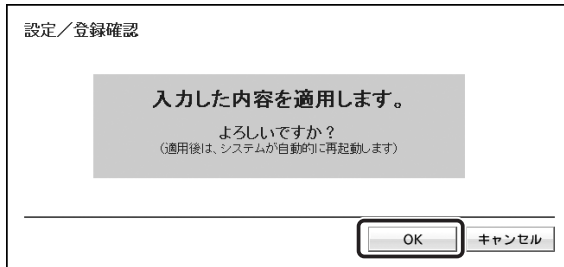 設定／登録確認
入力した内容を適用します。
よろしいですか？
（適用後は、システムが自動的に再起動します）
OK
キャンセル